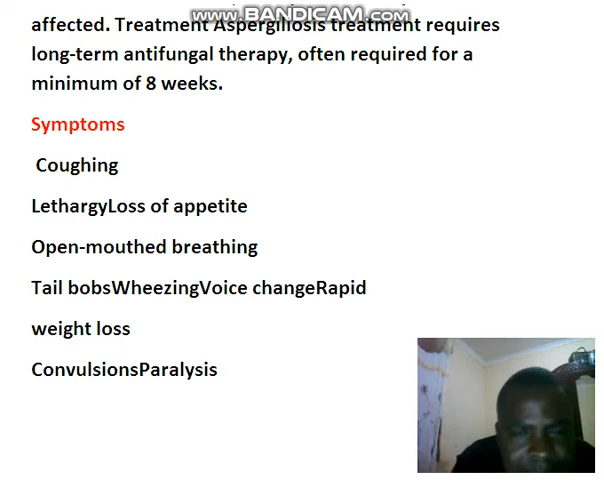 www.BANDICAM.com
affected. Treatment Aspergillosis treatment requires
long-term antifungal therapy, often required for a
minimum of 8 weeks.
Symptoms
Coughing
LethargyLoss of appetite
Open-mouthed breathing
Tail bobsWheezingVoice changeRapid
weight loss
ConvulsionsParalysis